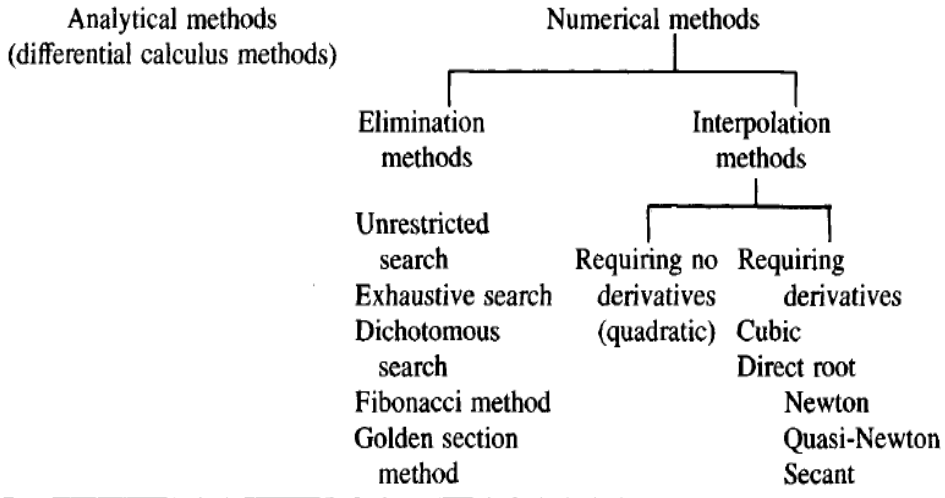 Analytical methods
(differential calculus methods)
Numerical methods
Elimination
methods
Interpolation
methods
Unrestricted
search
Exhaustive search
Dichotomous
search
Fibonacci method
Golden section
method
Requiring no
derivatives
(quadratic)
Requiring
derivatives
Cubic
Direct root
Newton
Quasi-Newton
Secant